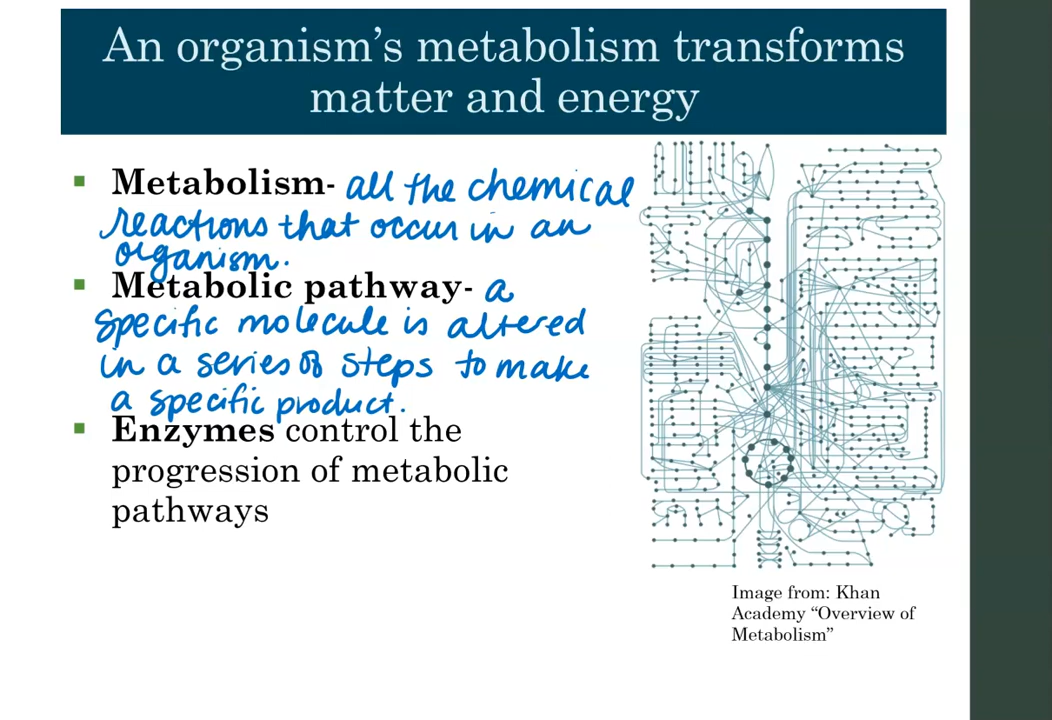 An organism’s metabolism transforms
matter and energy
▪ Metabolism- all the chemical
reactions that occur in an
organism.
▪ Metabolic pathway- a
specific molecule is altered
in a series of steps to make
a specific product.
▪ Enzymes control the
progression of metabolic
pathways
Image from: Khan
Academy “Overview of
Metabolism”